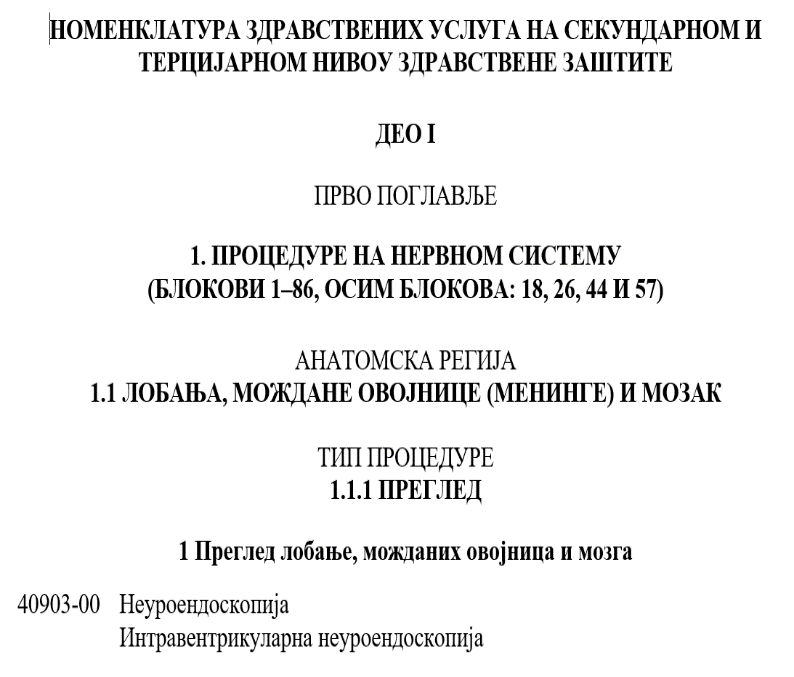 НОМЕНКЛАТУРА ЗДРАВСТВЕНИХ УСЛУГА НА СЕКУНДАРНОМ И
ТЕРЦИЈАРНОМ НИВОУ ЗДРАВСТВЕНЕ ЗАШТИТЕ
ДЕО I
ПРВО ПОГЛАВЉЕ
1. ПРОЦЕДУРЕ НА НЕРВНОМ СИСТЕМУ
(БЛОКОВИ 1–86, ОСИМ БЛОКОВА: 18, 26, 44 И 57)
АНАТОМСКА РЕГИЈА
1.1 ЛОБАЊА, МОЖДАНЕ ОВОЈНИЦЕ (МЕНИНГЕ) И МОЗАК
ТИП ПРОЦЕДУРЕ
1.1.1 ПРЕГЛЕД
1 Преглед лобање, можданих овојница и мозга
40903-00 Неуроендоскопија
Интравентрикуларна неуроендоскопија